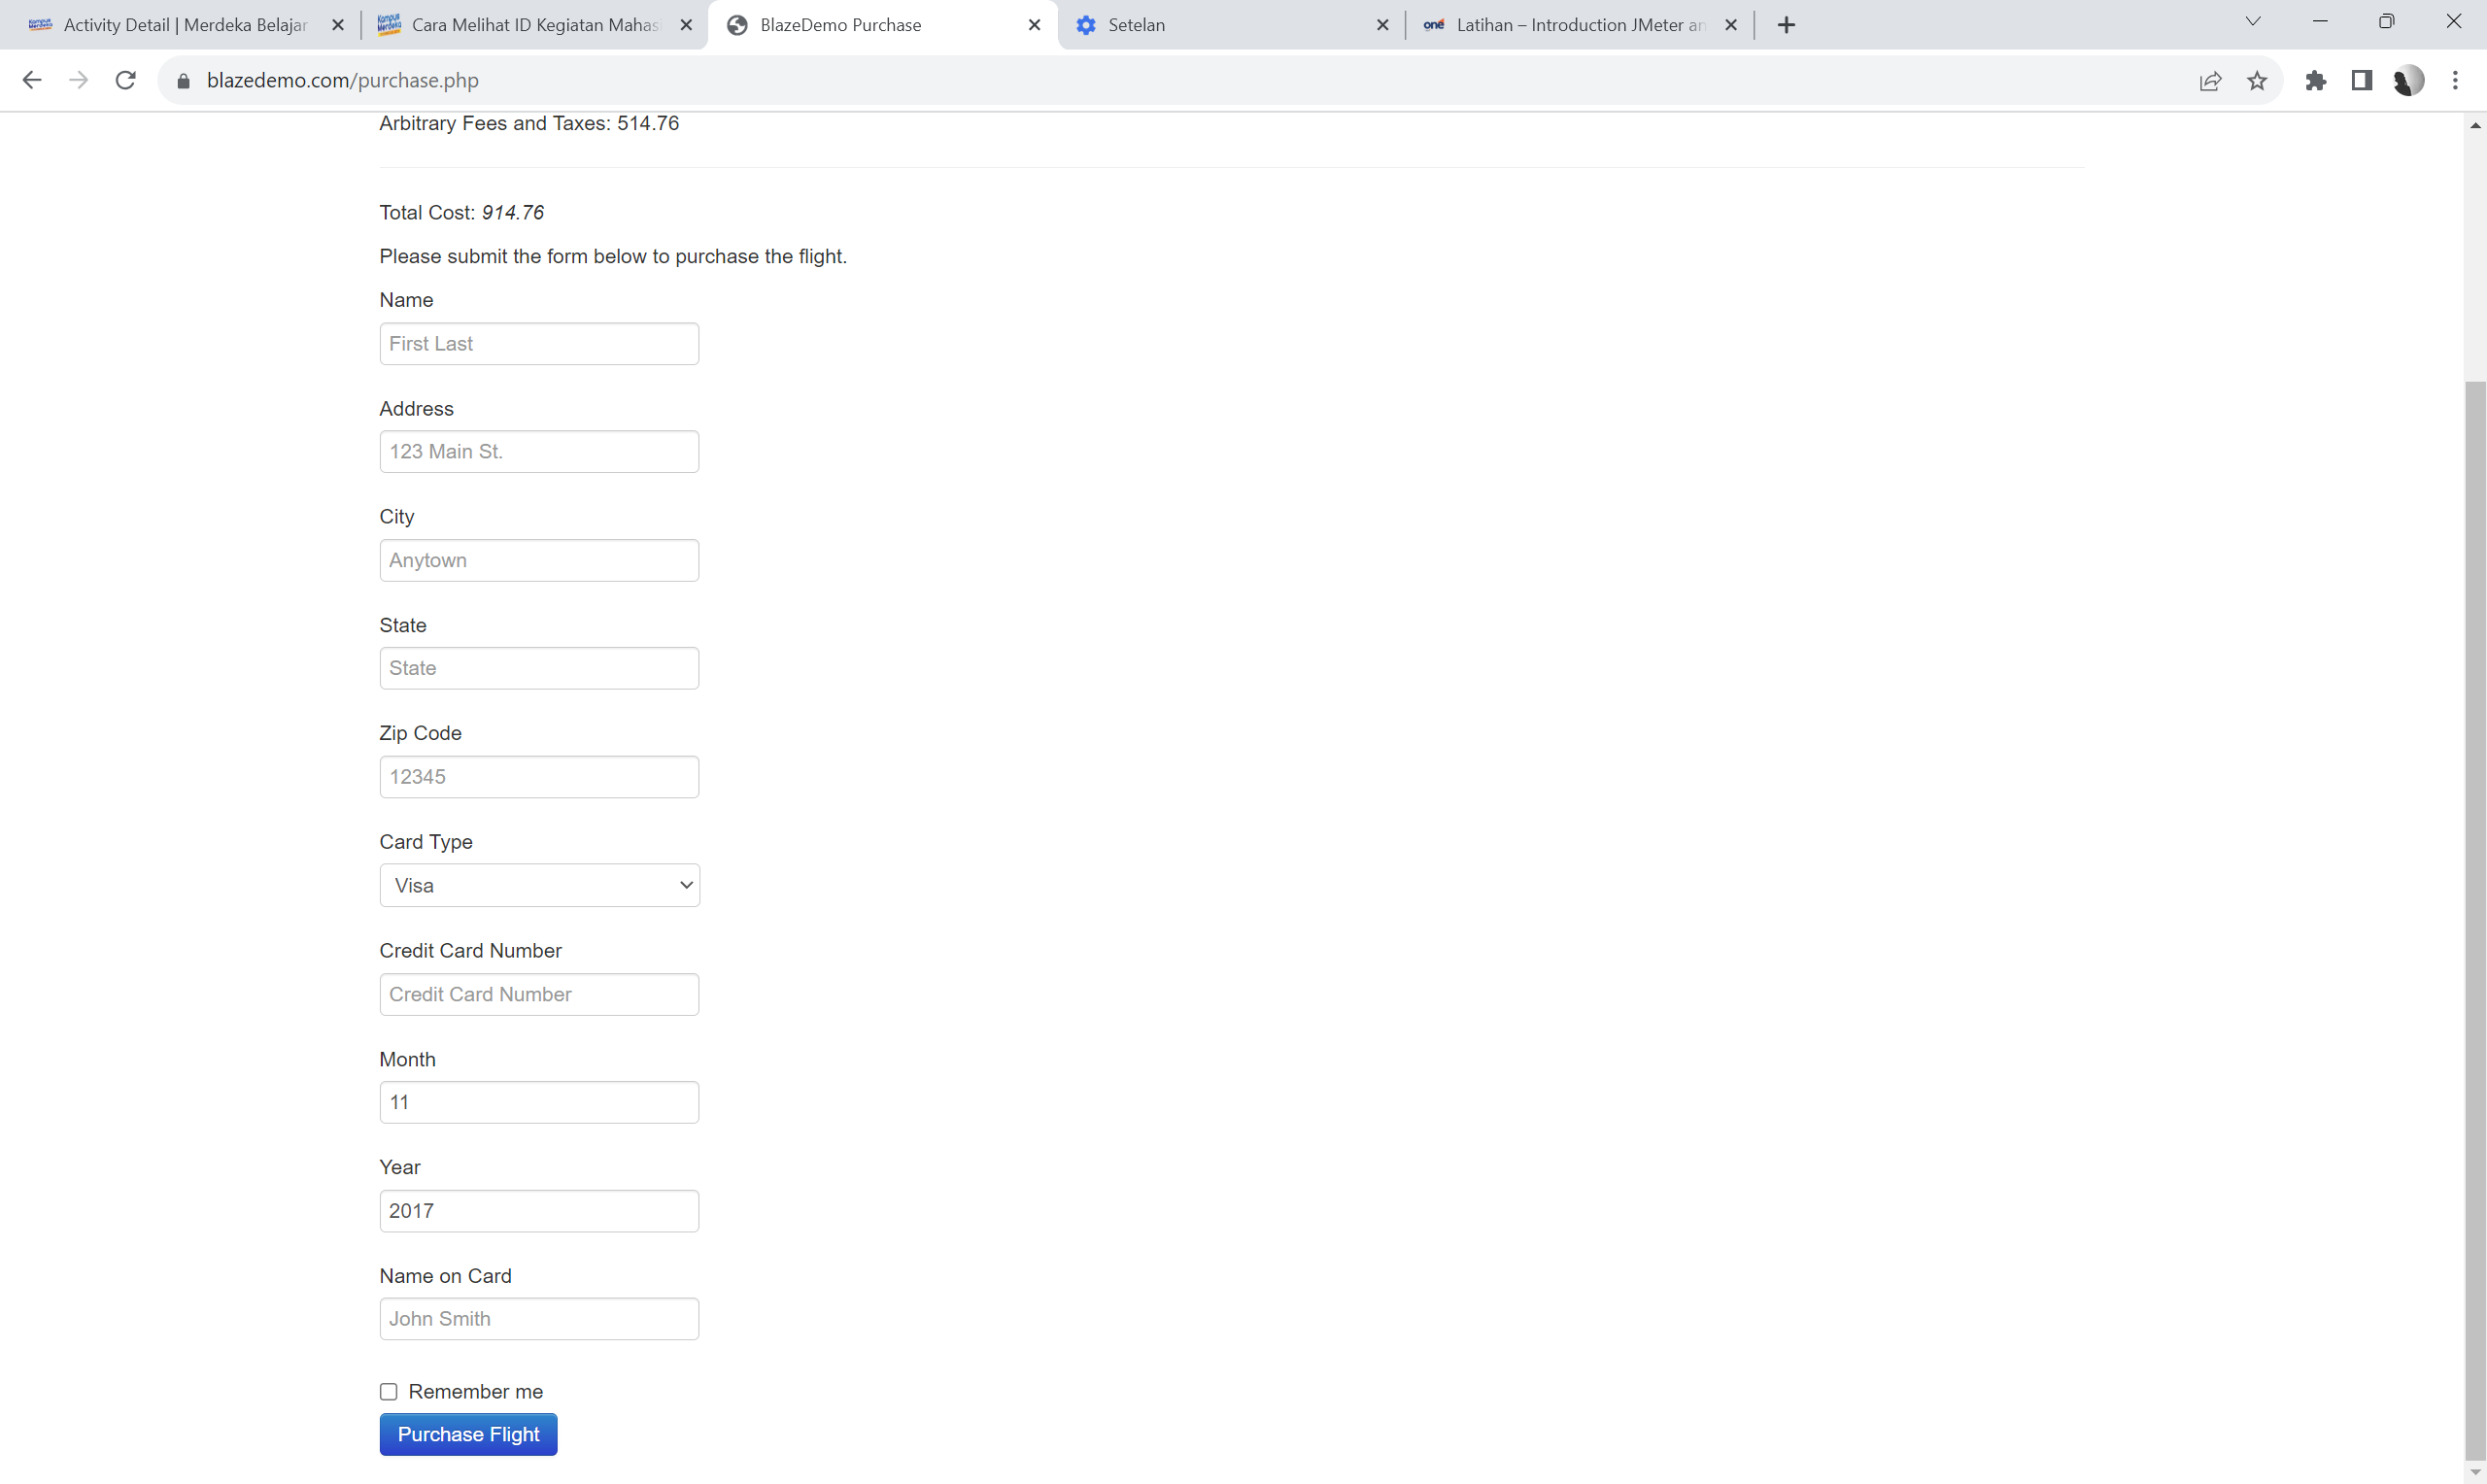 Activity Detail | Merdeka Belajar
Cara Melihat ID Kegiatan Mahas
BlazeDemo Purchase
Setelan
one
Latihan – Introduction JMeter an
blazedemo.com/purchase.php
Arbitrary Fees and Taxes: 514.76
Total Cost: 914.76
Please submit the form below to purchase the flight.
Name
First Last
Address
123 Main St.
City
Anytown
State
State
Zip Code
12345
Card Type
Visa
Credit Card Number
Credit Card Number
Month
11
Year
2017
Name on Card
John Smith
Remember me
Purchase Flight